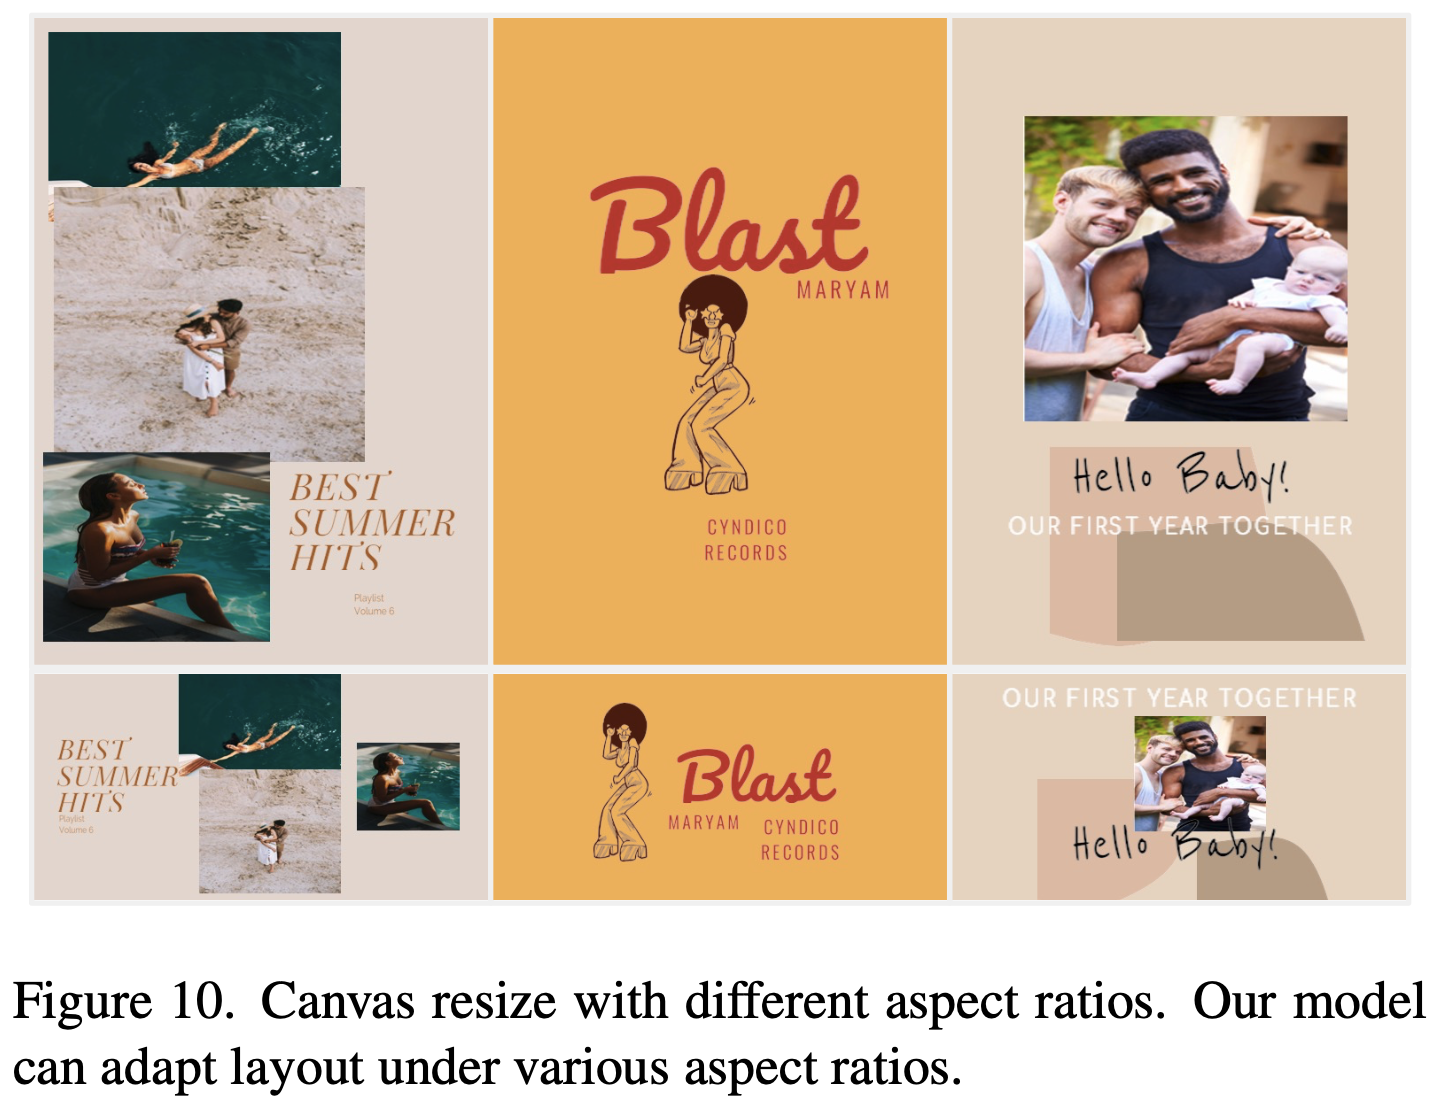 BEST
SUMMER
HITS
Playlist
Volume 6
Blast
MARYAM
CYNDICO
RECORDS
Hello Baby!
OUR FIRST YEAR TOGETHER
BEST
SUMMER
HITS
Playlist
Volume 6
Blast
MARYAM
CYNDICO
RECORDS
OUR FIRST YEAR TOGETHER
Hello Baby!
Figure 10. Canvas resize with different aspect ratios. Our model
can adapt layout under various aspect ratios.